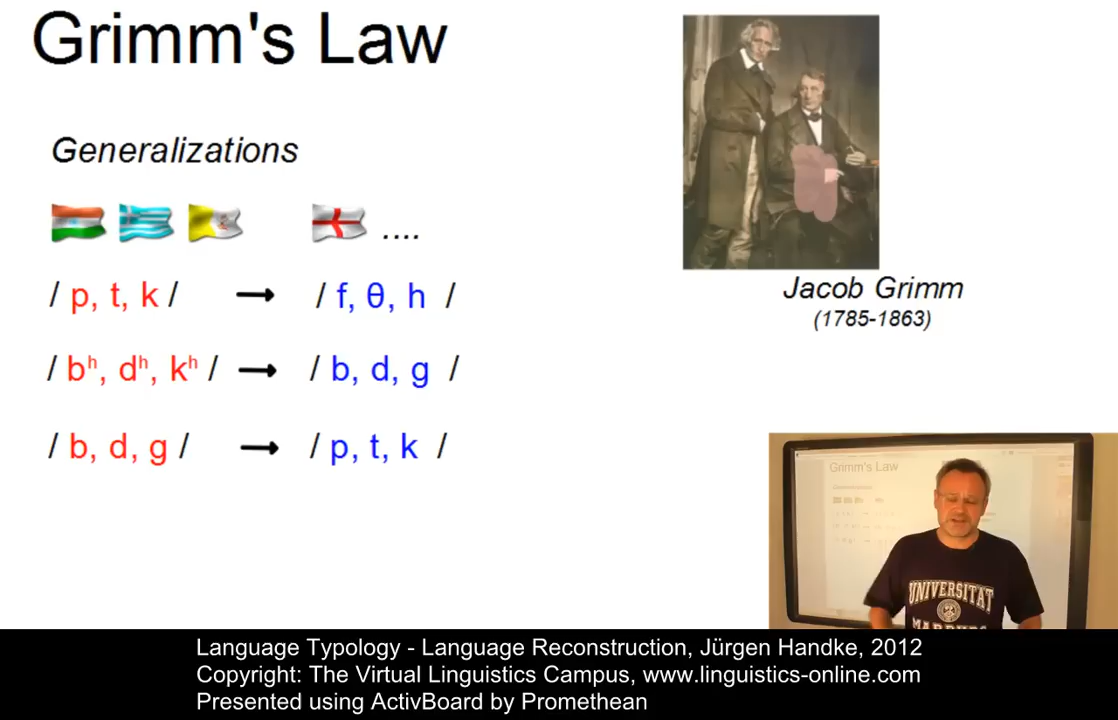 Grimm's Law
Generalizations
....
/ p, t, k / → / f, θ, h /
/ bʰ, dʰ, kʰ / → / b, d, g /
/ b, d, g / → / p, t, k /
Jacob Grimm
(1785-1863)
Grimm's Law
UNIVERSITAT
Language Typology - Language Reconstruction, Jürgen Handke, 2012
Copyright: The Virtual Linguistics Campus, www.linguistics-online.com
Presented using ActivBoard by Promethean